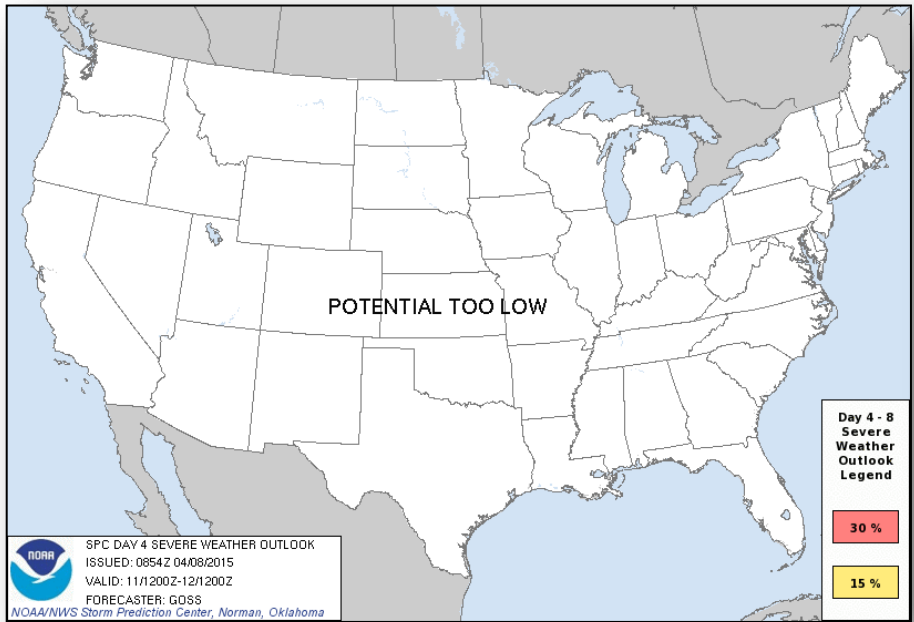 POTENTIAL TOO LOW
Day 4 - 8
Severe
Weather
Outlook
Legend
30 %
15 %
NOAA
SPC DAY 4 SEVERE WEATHER OUTLOOK
ISSUED: 0854Z 04/08/2015
VALID: 11/1200Z-12/1200Z
FORECASTER: GOSS
NOAA/NWS Storm Prediction Center, Norman, Oklahoma